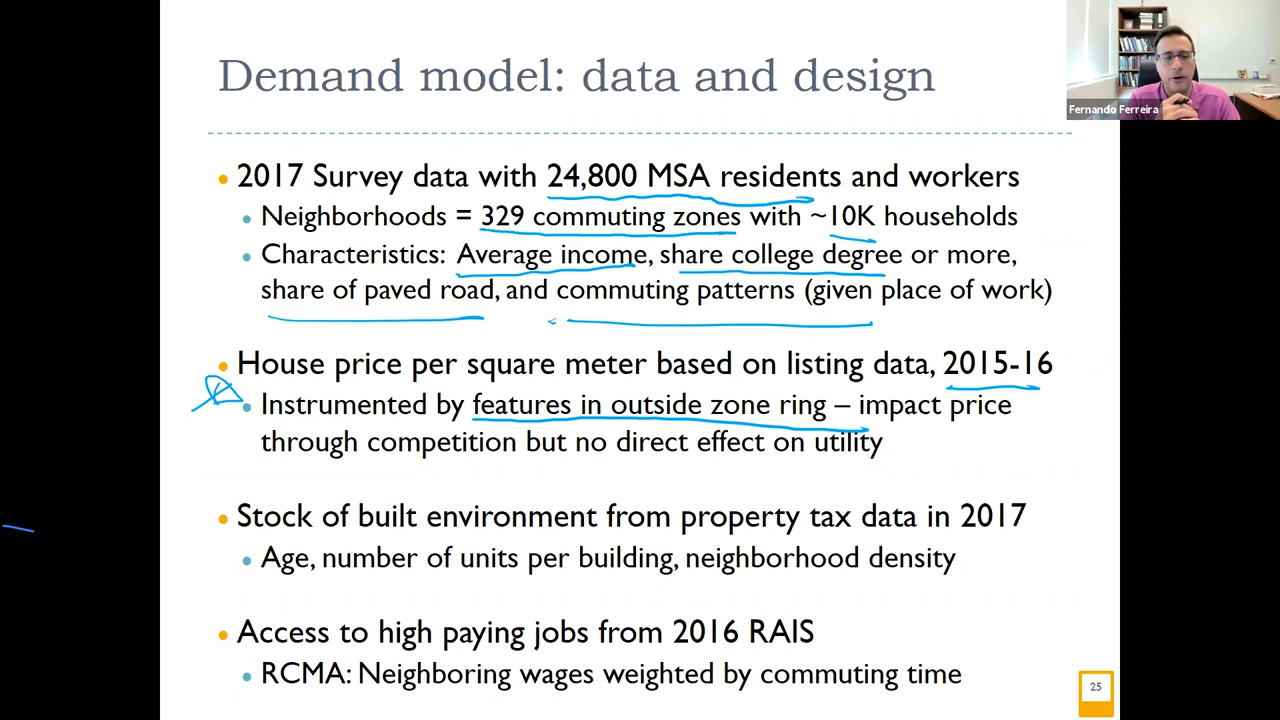 Demand model: data and design
Fernando Ferreira
• 2017 Survey data with 24,800 MSA residents and workers
• Neighborhoods = 329 commuting zones with ~10K households
• Characteristics: Average income, share college degree or more,
share of paved road, and commuting patterns (given place of work)
• House price per square meter based on listing data, 2015-16
• Instrumented by features in outside zone ring – impact price
through competition but no direct effect on utility
• Stock of built environment from property tax data in 2017
• Age, number of units per building, neighborhood density
• Access to high paying jobs from 2016 RAIS
• RCMA: Neighboring wages weighted by commuting time
25